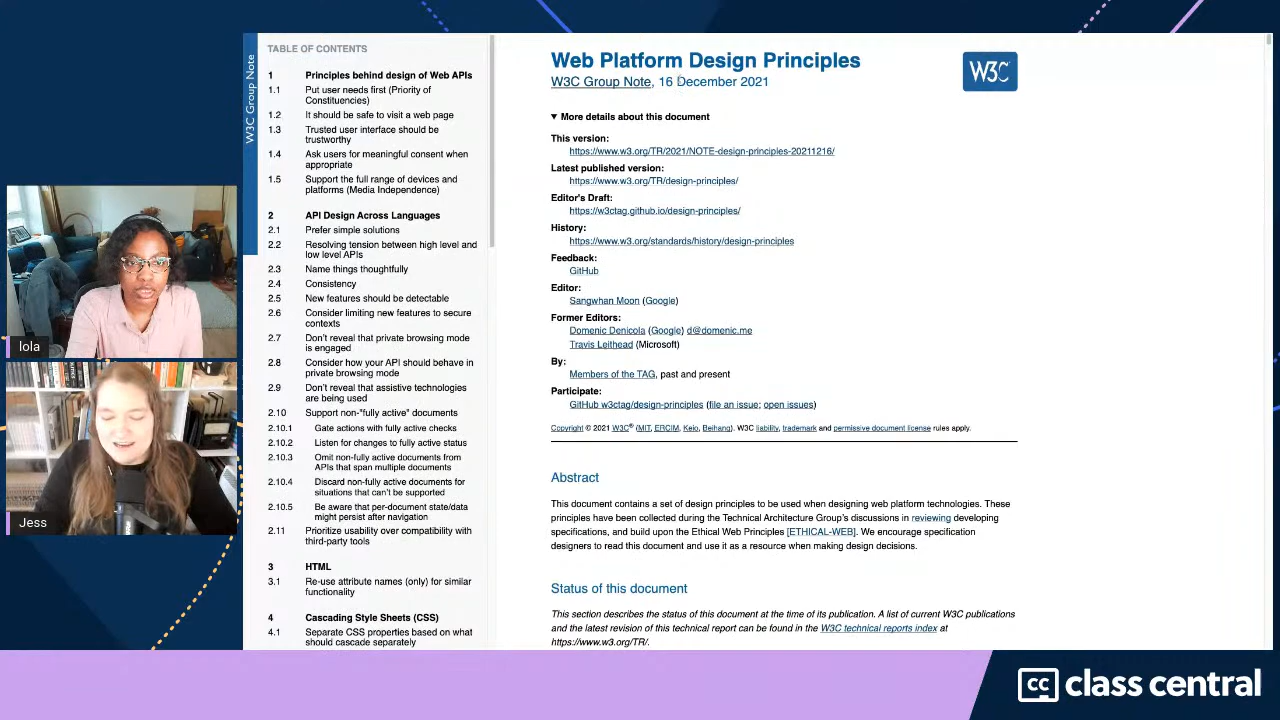 W3C Group Note
TABLE OF CONTENTS
1 Principles behind design of Web APIs
1.1 Put user needs first (Priority of
Constituencies)
1.2 It should be safe to visit a web page
1.3 Trusted user interface should be
trustworthy
1.4 Ask users for meaningful consent when
appropriate
1.5 Support the full range of devices and
platforms (Media Independence)
2 API Design Across Languages
2.1 Prefer simple solutions
2.2 Resolving tension between high level and
low level APIs
2.3 Name things thoughtfully
2.4 Consistency
2.5 New features should be detectable
2.6 Consider limiting new features to secure
contexts
2.7 Don't reveal that private browsing mode
is engaged
2.8 Consider how your API should behave in
private browsing mode
2.9 Don't reveal that assistive technologies
are being used
2.10 Support non-"fully active" documents
2.10.1 Gate actions with fully active checks
2.10.2 Listen for changes to fully active status
2.10.3 Omit non-fully active documents from
APIs that span multiple documents
2.10.4 Discard non-fully active documents for
situations that can't be supported
2.10.5 Be aware that per-document state/data
might persist after navigation
2.11 Prioritize usability over compatibility with
third-party tools
3 HTML
3.1 Re-use attribute names (only) for similar
functionality
4 Cascading Style Sheets (CSS)
4.1 Separate CSS properties based on what
should cascade separately
Web Platform Design Principles
W3C Group Note, 16 December 2021
W3C
▼ More details about this document
This version:
https://www.w3.org/TR/2021/NOTE-design-principles-20211216/
Latest published version:
https://www.w3.org/TR/design-principles/
Editor's Draft:
https://w3ctag.github.io/design-principles/
History:
https://www.w3.org/standards/history/design-principles
Feedback:
GitHub
Editor:
Sangwhan Moon (Google)
Former Editors:
Domenic Denicola (Google) d@domenic.me
Travis Leithead (Microsoft)
By:
Members of the TAG, past and present
Participate:
GitHub w3ctag/design-principles (file an issue; open issues)
Copyright © 2021 W3C® (MIT, ERCIM, Keio, Beihang). W3C liability, trademark and permissive document license rules apply.
Abstract
This document contains a set of design principles to be used when designing web platform technologies. These
principles have been collected during the Technical Architecture Group's discussions in reviewing developing
specifications, and build upon the Ethical Web Principles [ETHICAL-WEB]. We encourage specification
designers to read this document and use it as a resource when making design decisions.
Status of this document
This section describes the status of this document at the time of its publication. A list of current W3C publications
and the latest revision of this technical report can be found in the W3C technical reports index at
https://www.w3.org/TR/.
lola
Jess
cc class central